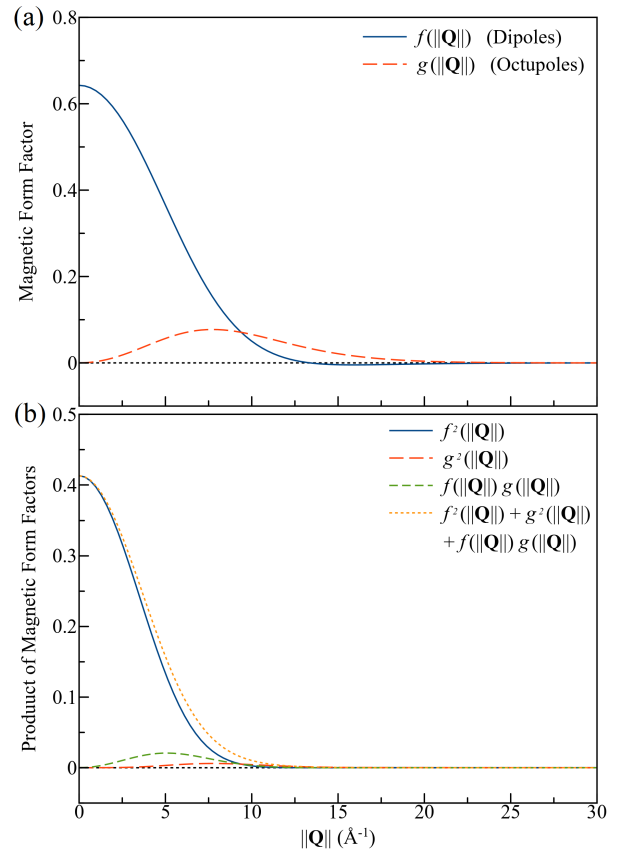 (a)
0.8
f(||Q||) (Dipoles)
g(||Q||) (Octupoles)
0.6
0.4
0.2
0
Magnetic Form Factor
(b)
0.5
f²(||Q||)
g²(||Q||)
f(||Q||) g(||Q||)
f²(||Q||) + g²(||Q||)
+ f(||Q||) g(||Q||)
0.4
0.3
0.2
0.1
0
Produuct of Magnetic Form Factors
0 5 10 15 20 25 30
||Q|| (Å⁻¹)